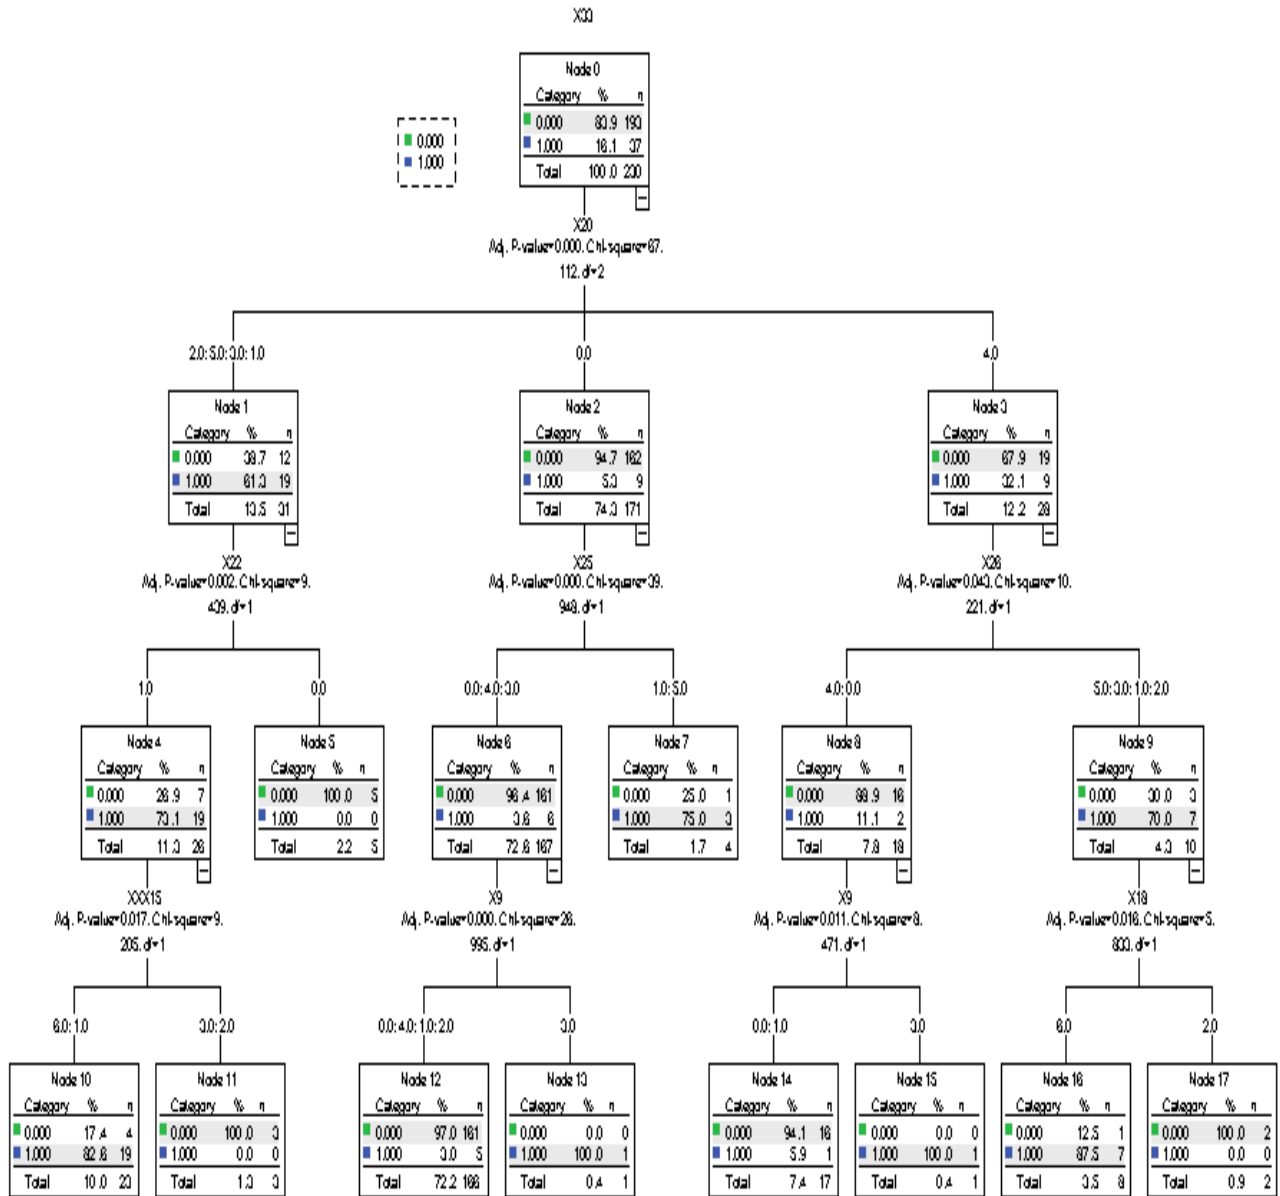 X33
Node 0
Category % n
0.000 83.9 193
1.000 16.1 37
Total 100.0 230
0.000
1.000
X20
Adj. P-value=0.000. Chi-square=67.
112. df=2
2.0; 5.0; 3.0; 1.0
0.0
4.0
Node 1
Category % n
0.000 38.7 12
1.000 61.3 19
Total 13.5 31
Node 2
Category % n
0.000 94.7 162
1.000 5.3 9
Total 74.3 171
Node 3
Category % n
0.000 67.9 19
1.000 32.1 9
Total 12.2 28
X22
Adj. P-value=0.002. Chi-square=9.
439. df=1
X25
Adj. P-value=0.000. Chi-square=39.
948. df=1
X26
Adj. P-value=0.043. Chi-square=10.
221. df=1
1.0
0.0
0.0; 4.0; 3.0
1.0; 5.0
4.0; 0.0
5.0; 3.0; 1.0; 2.0
Node 4
Category % n
0.000 26.9 7
1.000 73.1 19
Total 11.3 26
Node 5
Category % n
0.000 100.0 5
1.000 0.0 0
Total 2.2 5
Node 6
Category % n
0.000 96.4 161
1.000 3.6 6
Total 72.6 167
Node 7
Category % n
0.000 25.0 1
1.000 75.0 3
Total 1.7 4
Node 8
Category % n
0.000 88.9 16
1.000 11.1 2
Total 7.8 18
Node 9
Category % n
0.000 30.0 3
1.000 70.0 7
Total 4.3 10
XXX15
Adj. P-value=0.017. Chi-square=9.
205. df=1
X9
Adj. P-value=0.000. Chi-square=26.
995. df=1
X9
Adj. P-value=0.011. Chi-square=8.
471. df=1
X18
Adj. P-value=0.016. Chi-square=5.
833. df=1
6.0; 1.0
3.0; 2.0
0.0; 4.0; 1.0; 2.0
3.0
0.0; 1.0
3.0
6.0
2.0
Node 10
Category % n
0.000 17.4 4
1.000 82.6 19
Total 10.0 23
Node 11
Category % n
0.000 100.0 3
1.000 0.0 0
Total 1.3 3
Node 12
Category % n
0.000 97.0 161
1.000 3.0 5
Total 72.2 166
Node 13
Category % n
0.000 0.0 0
1.000 100.0 1
Total 0.4 1
Node 14
Category % n
0.000 94.1 16
1.000 5.9 1
Total 7.4 17
Node 15
Category % n
0.000 0.0 0
1.000 100.0 1
Total 0.4 1
Node 16
Category % n
0.000 12.5 1
1.000 87.5 7
Total 3.5 8
Node 17
Category % n
0.000 100.0 2
1.000 0.0 0
Total 0.9 2